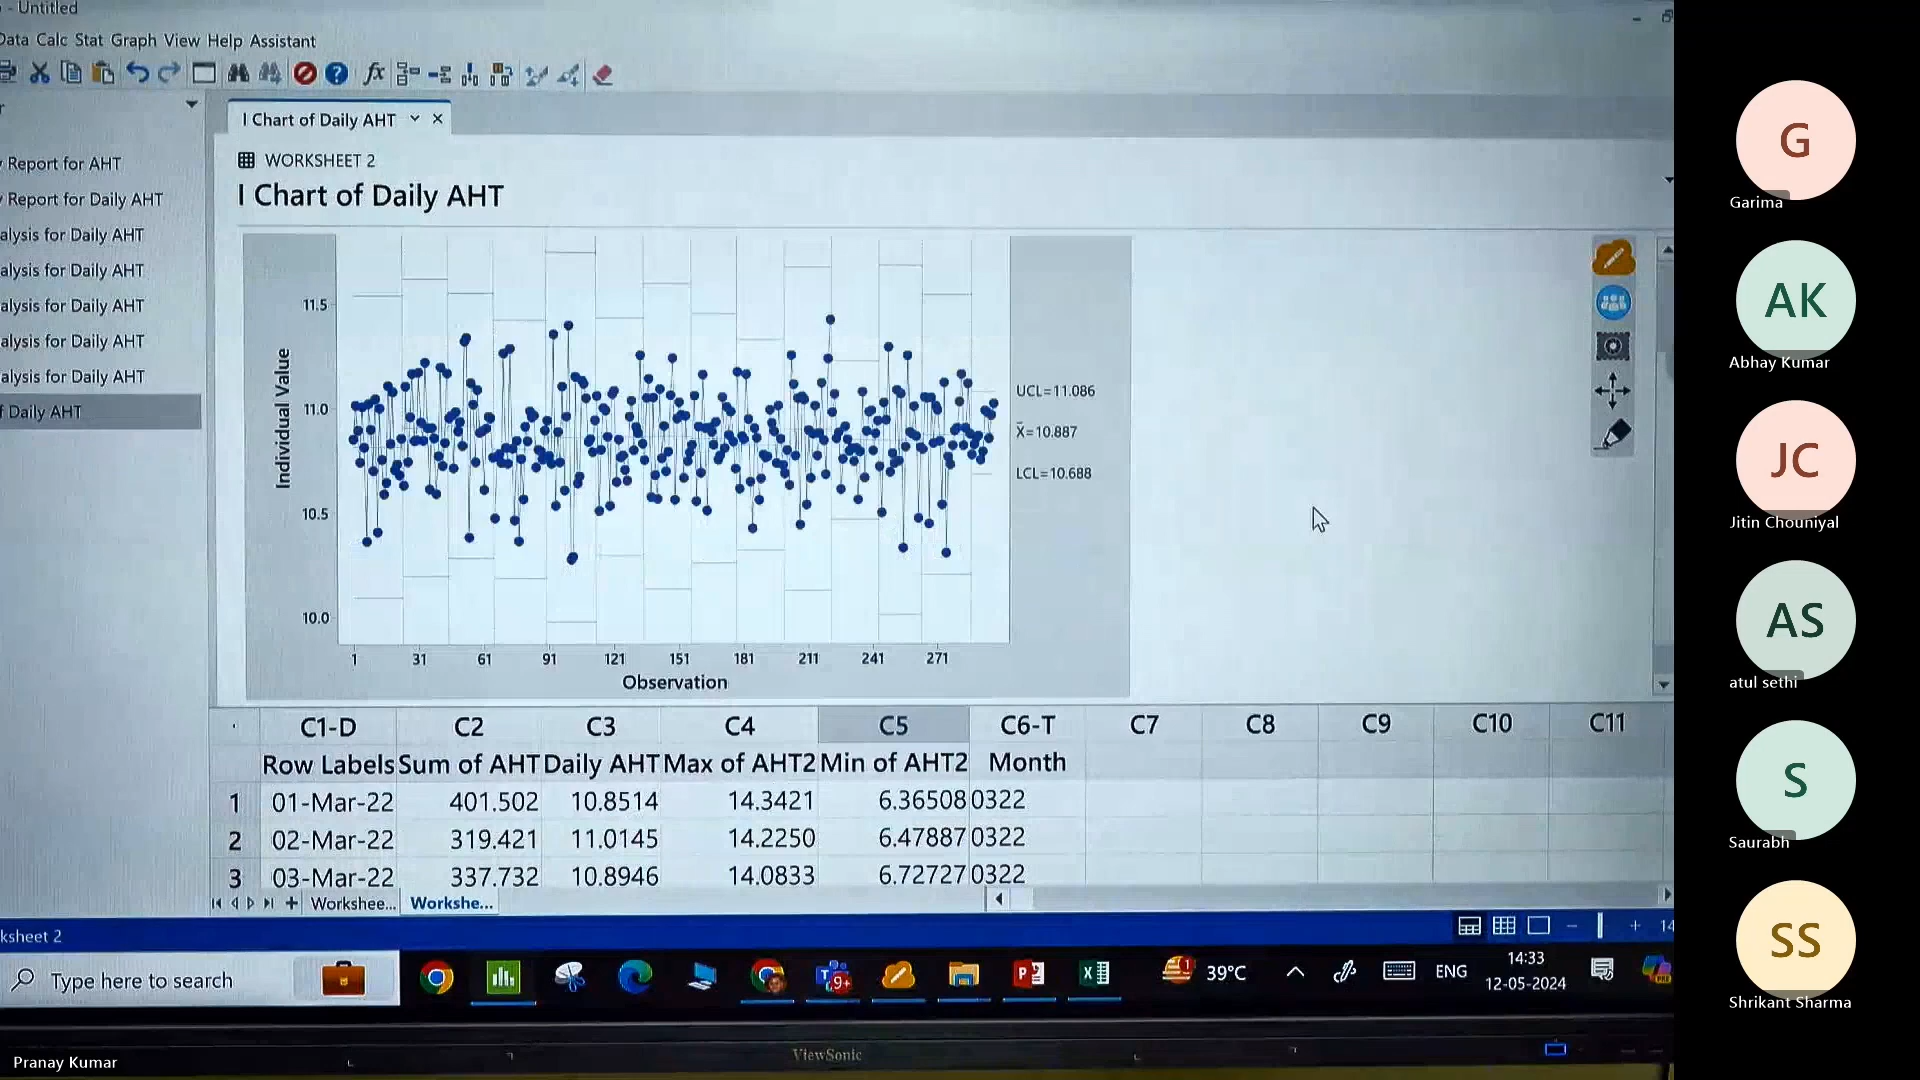 - Untitled
Data Calc Stat Graph View Help Assistant
I Chart of Daily AHT
WORKSHEET 2
I Chart of Daily AHT
Report for AHT
Report for Daily AHT
alysis for Daily AHT
alysis for Daily AHT
alysis for Daily AHT
alysis for Daily AHT
alysis for Daily AHT
f Daily AHT
Individual Value
11.5
11.0
10.5
10.0
UCL=11.086
X̄=10.887
LCL=10.688
1 31 61 91 121 151 181 211 241 271
Observation
C1-D C2 C3 C4 C5 C6-T C7 C8 C9 C10 C11
Row Labels Sum of AHT Daily AHT Max of AHT2 Min of AHT2 Month
1 01-Mar-22 401.502 10.8514 14.3421 6.36508 0322
2 02-Mar-22 319.421 11.0145 14.2250 6.47887 0322
3 03-Mar-22 337.732 10.8946 14.0833 6.72727 0322
Workshee... Workshe...
ksheet 2
14
Type here to search
9+
1
39°C
ENG
14:33
12-05-2024
ViewSonic
Pranay Kumar
G
Garima
AK
Abhay Kumar
JC
Jitin Chouniyal
AS
atul sethi
S
Saurabh
SS
Shrikant Sharma